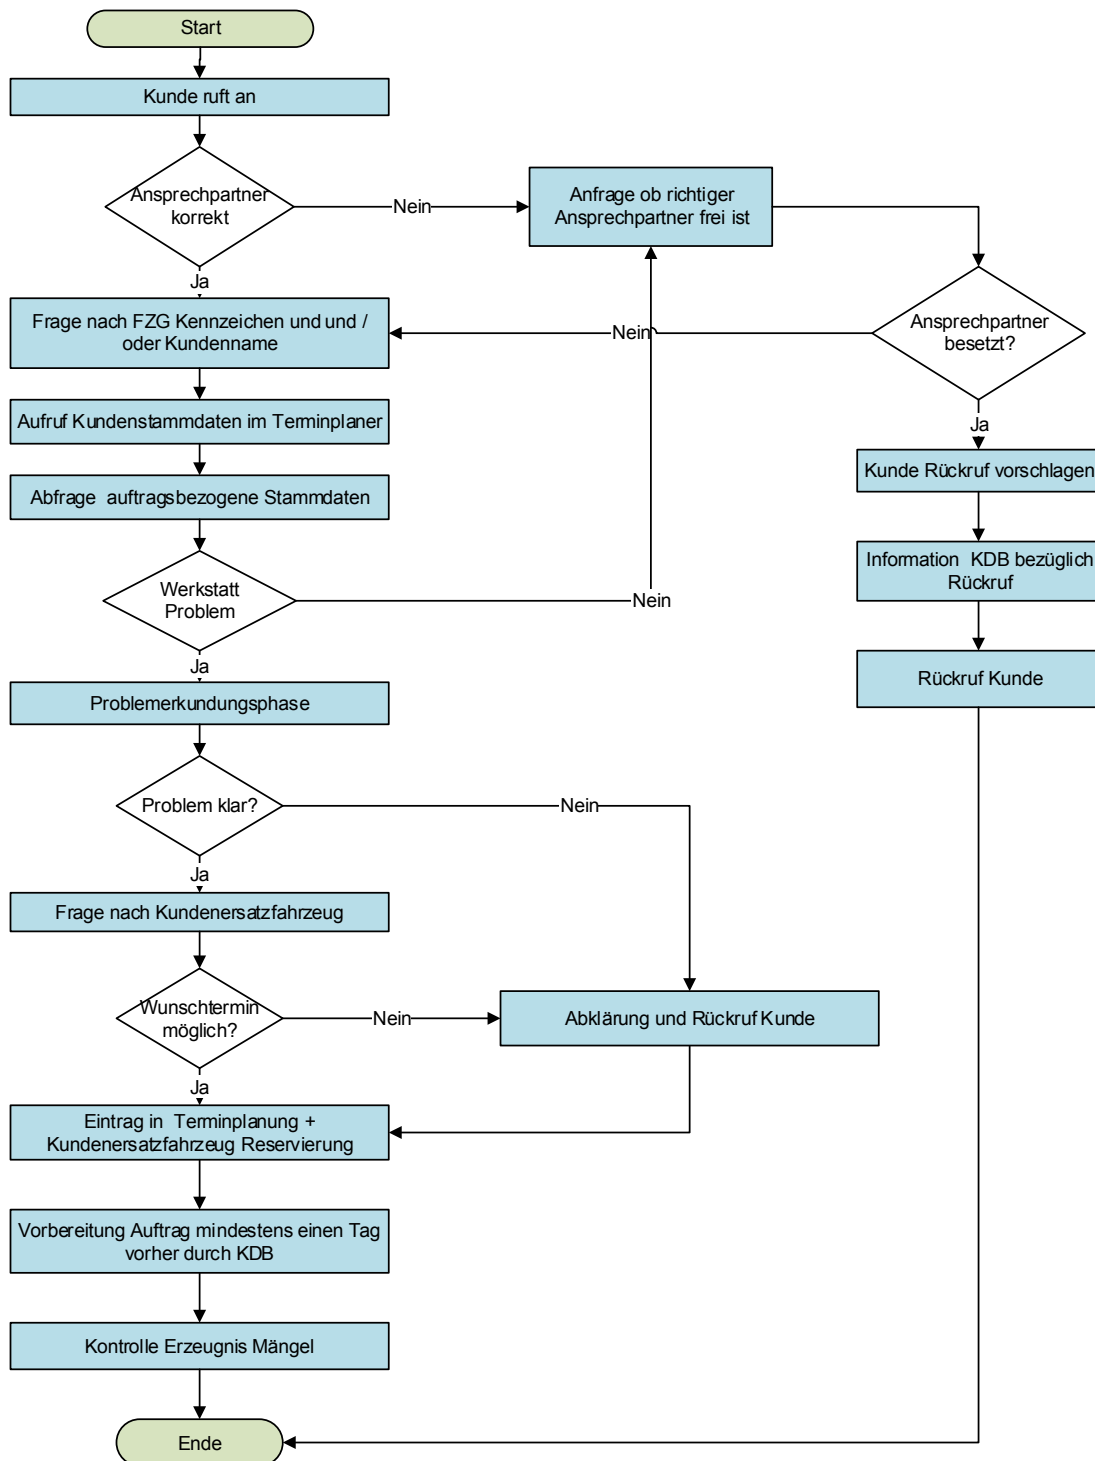 Start
Kunde ruft an
Ansprechpartner
korrekt
Nein
Anfrage ob richtiger
Ansprechpartner frei ist
Ja
Frage nach FZG Kennzeichen und und /
oder Kundenname
Nein
Ansprechpartner
besetzt?
Aufruf Kundenstammdaten im Terminplaner
Ja
Abfrage auftragsbezogene Stammdaten
Kunde Rückruf vorschlagen
Werkstatt
Problem
Nein
Information KDB bezüglich
Rückruf
Ja
Rückruf Kunde
Problemerkundungsphase
Problem klar?
Nein
Ja
Frage nach Kundenersatzfahrzeug
Wunschtermin
möglich?
Nein
Abklärung und Rückruf Kunde
Ja
Eintrag in Terminplanung +
Kundenersatzfahrzeug Reservierung
Vorbereitung Auftrag mindestens einen Tag
vorher durch KDB
Kontrolle Erzeugnis Mängel
Ende